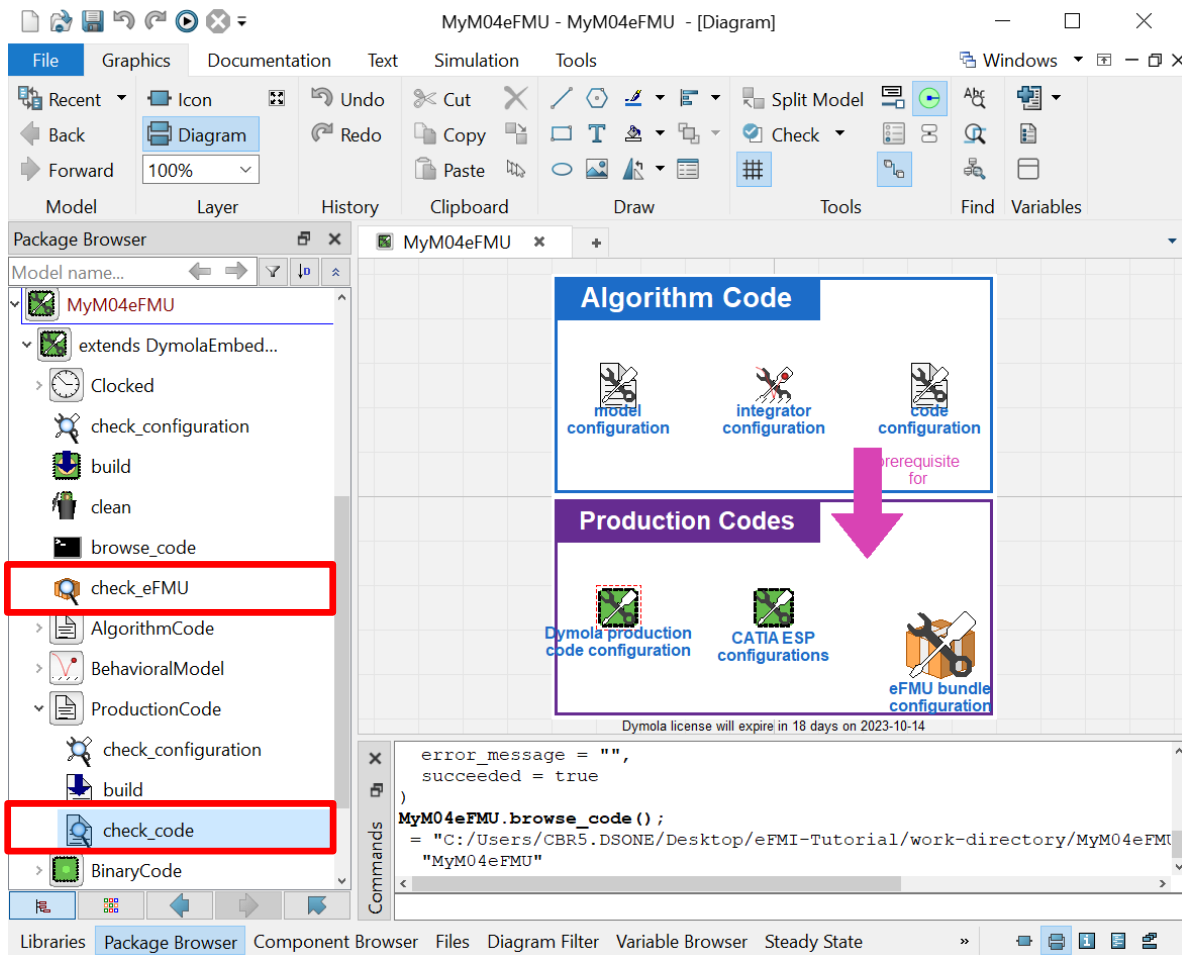 MyM04eFMU - MyM04eFMU - [Diagram]
File Graphics Documentation Text Simulation Tools Windows
Recent Icon Undo Cut Split Model
Back Diagram Redo Copy Check
Forward 100% Paste
Model Layer History Clipboard Draw Tools Find Variables
Package Browser
Model name...
MyM04eFMU
extends DymolaEmbed...
Clocked
check_configuration
build
clean
browse_code
check_eFMU
AlgorithmCode
BehavioralModel
ProductionCode
check_configuration
build
check_code
BinaryCode
MyM04eFMU
Algorithm Code
model
configuration
integrator
configuration
code
configuration
prerequisite
for
Production Codes
Dymola production
code configuration
CATIA ESP
configurations
eFMU bundle
configuration
Dymola license will expire in 18 days on 2023-10-14
Commands
error_message = "",
succeeded = true
)
MyM04eFMU.browse_code();
= "C:/Users/CBR5.DSONE/Desktop/eFMI-Tutorial/work-directory/MyM04eFMU
"MyM04eFMU"
Libraries Package Browser Component Browser Files Diagram Filter Variable Browser Steady State »